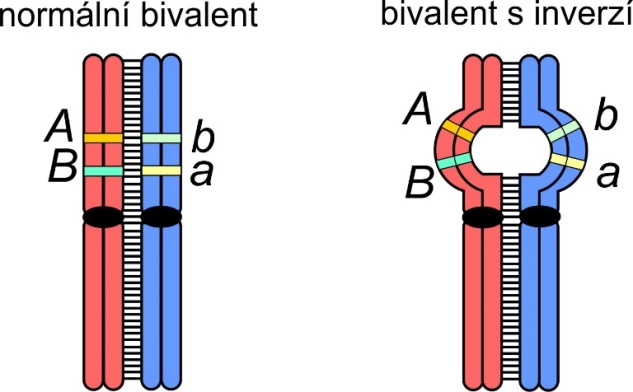 normální bivalent
bivalent s inverzí
A b
B a
A b
B a